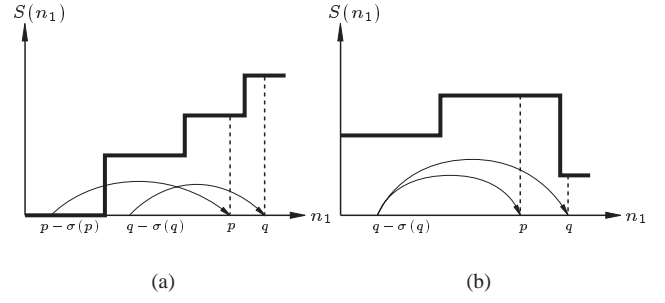 S(n₁)
n₁
p − σ(p)
q − σ(q)
p
q
(a)
S(n₁)
n₁
q − σ(q)
p
q
(b)